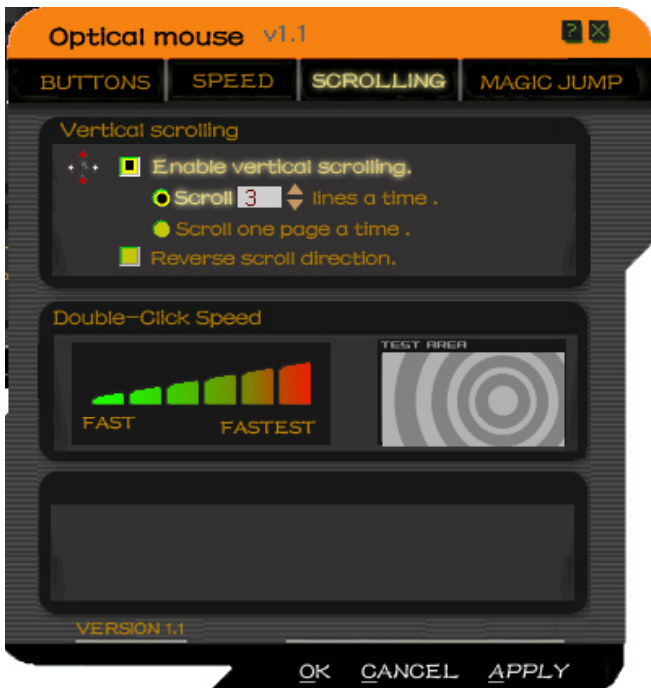 Optical mouse v1.1 ?
BUTTONS SPEED SCROLLING MAGIC JUMP
Vertical scrolling
Enable vertical scrolling.
Scroll 3 lines a time .
Scroll one page a time .
Reverse scroll direction.
Double-Click Speed
TEST AREA
FAST FASTEST
VERSION 1.1
OK CANCEL APPLY